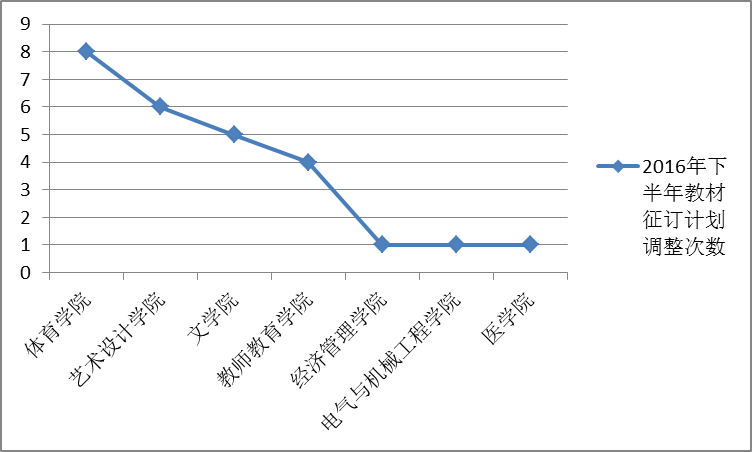 9
8
7
6
5
4
3
2
1
0
体育学院
艺术设计学院
文学院
教师教育学院
经济管理学院
电气与机械工程学院
医学院
2016年下
半年教材
征订计划
调整次数